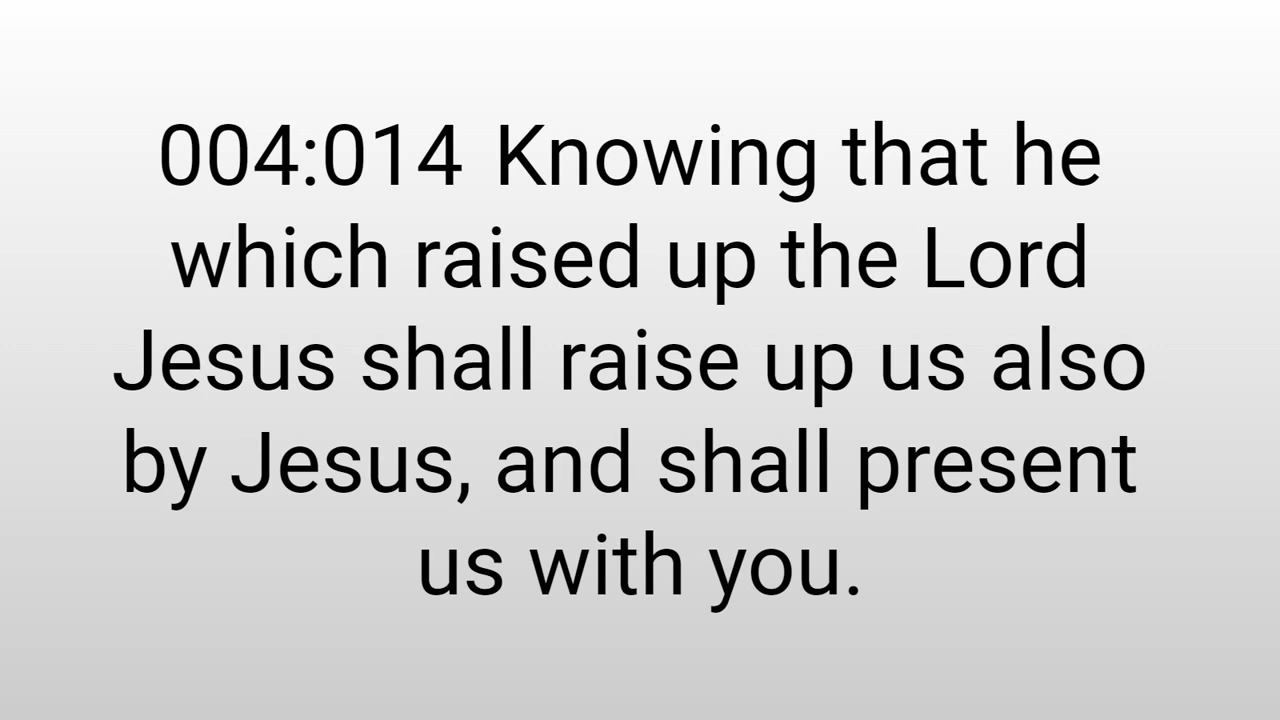 004:014 Knowing that he
which raised up the Lord
Jesus shall raise up us also
by Jesus, and shall present
us with you.